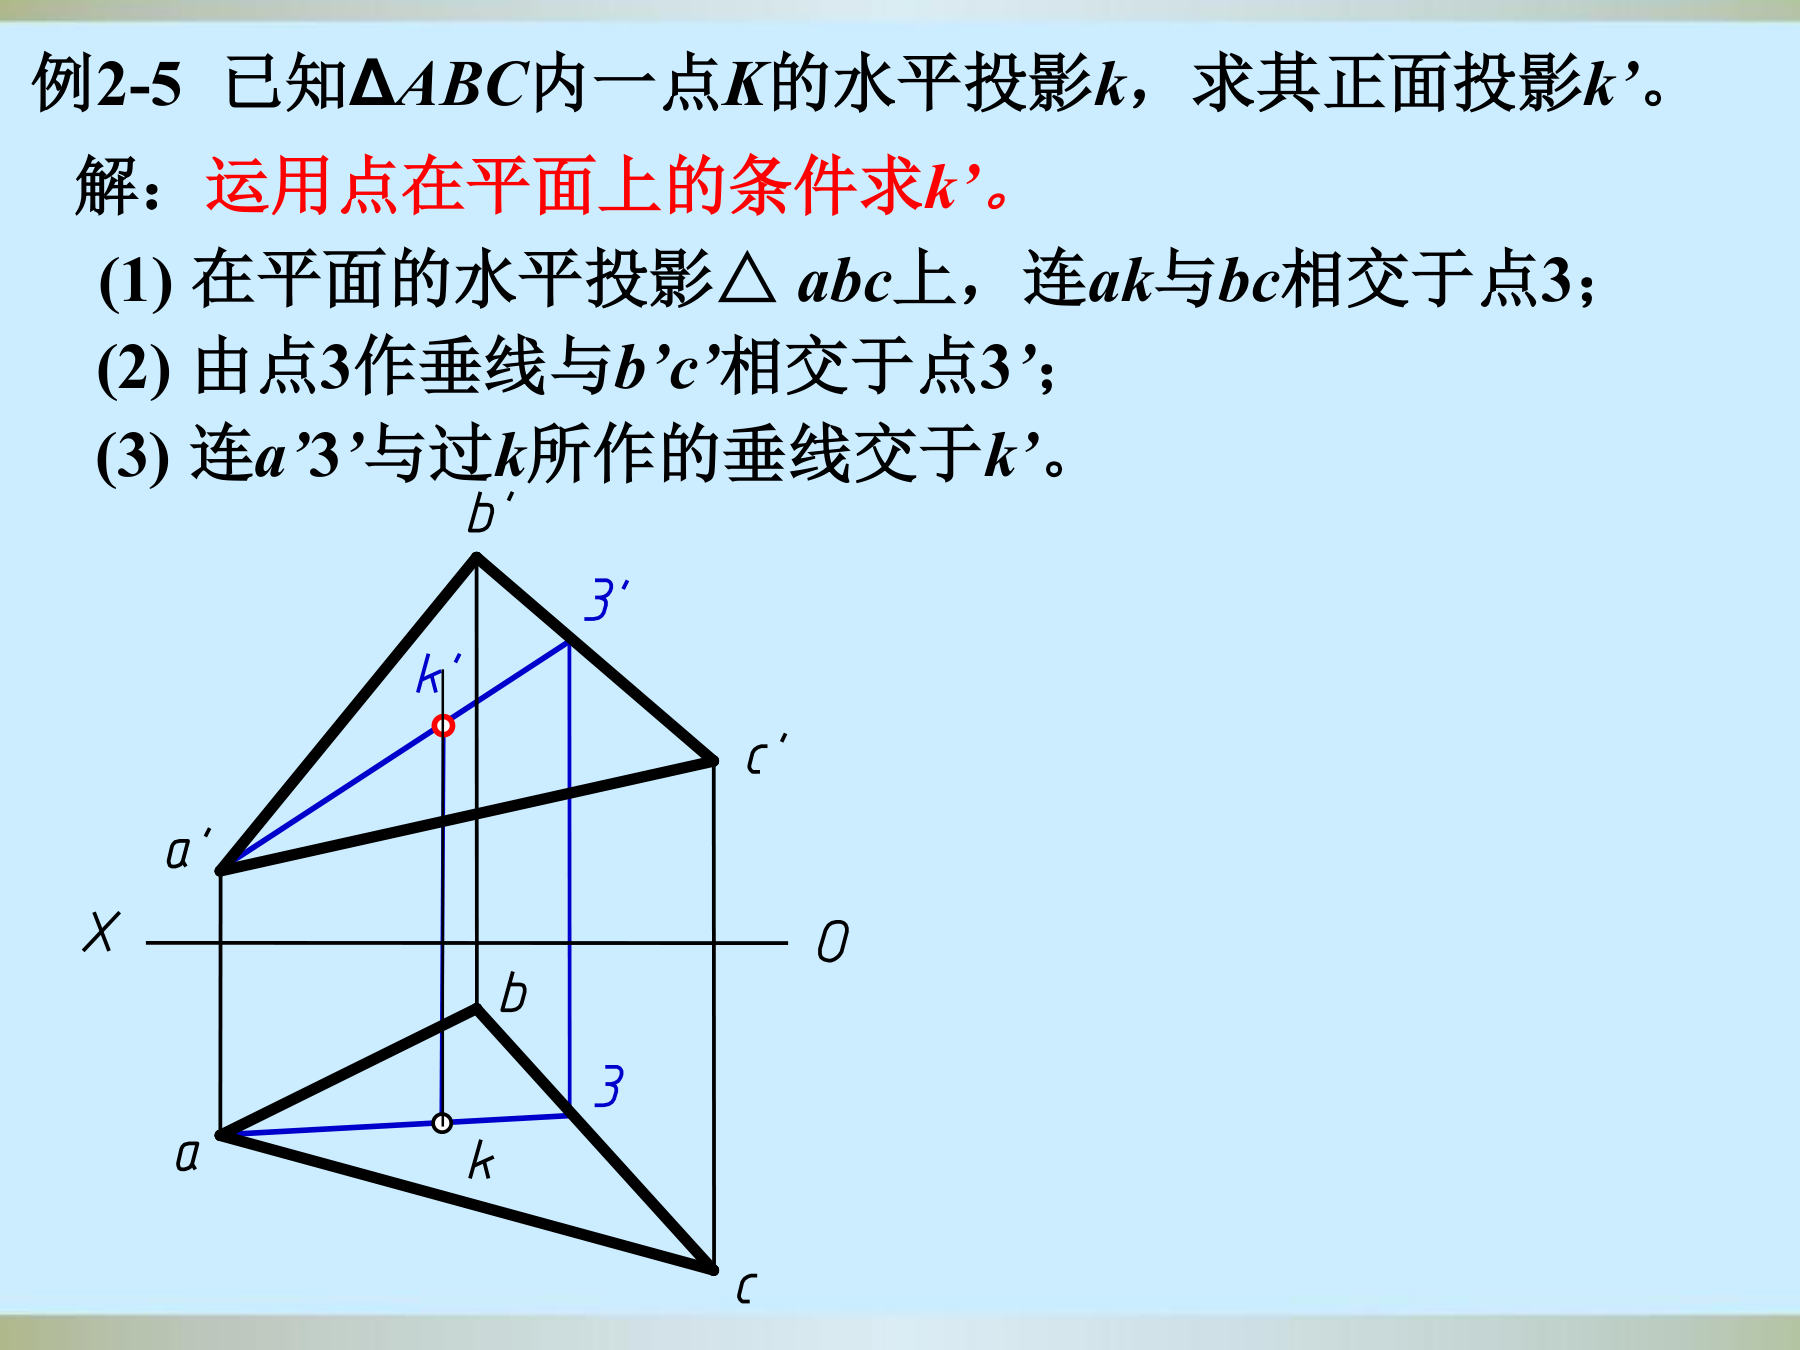 例2-5 已知ΔABC内一点K的水平投影k，求其正面投影k’。
解：运用点在平面上的条件求k’。
(1) 在平面的水平投影△ abc上，连ak与bc相交于点3；
(2) 由点3作垂线与b’c’相交于点3’；
(3) 连a’3’与过k所作的垂线交于k’。
b'
3'
k'
c'
a'
X
O
b
3
a
k
c